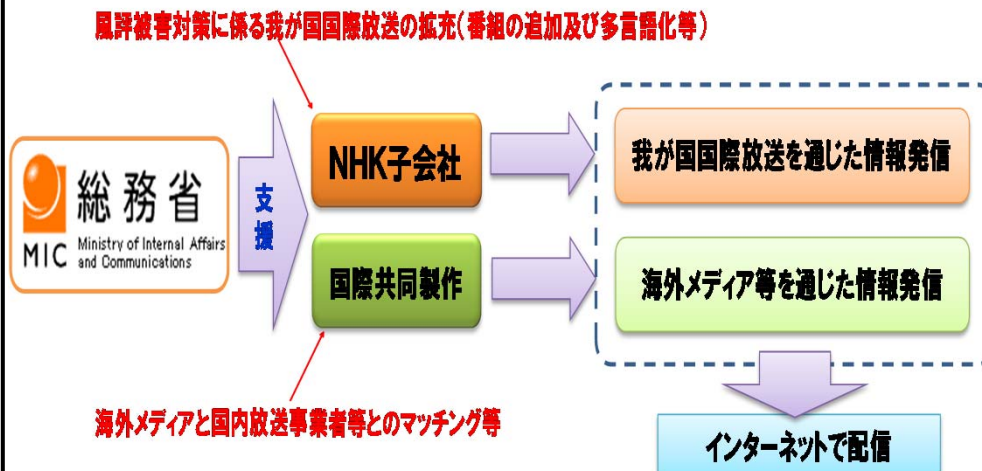 風評被害対策に係る我が国国際放送の拡充(番組の追加及び多言語化等)
総務省
MIC
Ministry of Internal Affairs
and Communications
支援
NHK子会社
我が国国際放送を通じた情報発信
国際共同製作
海外メディア等を通じた情報発信
海外メディアと国内放送事業者等とのマッチング等
インターネットで配信